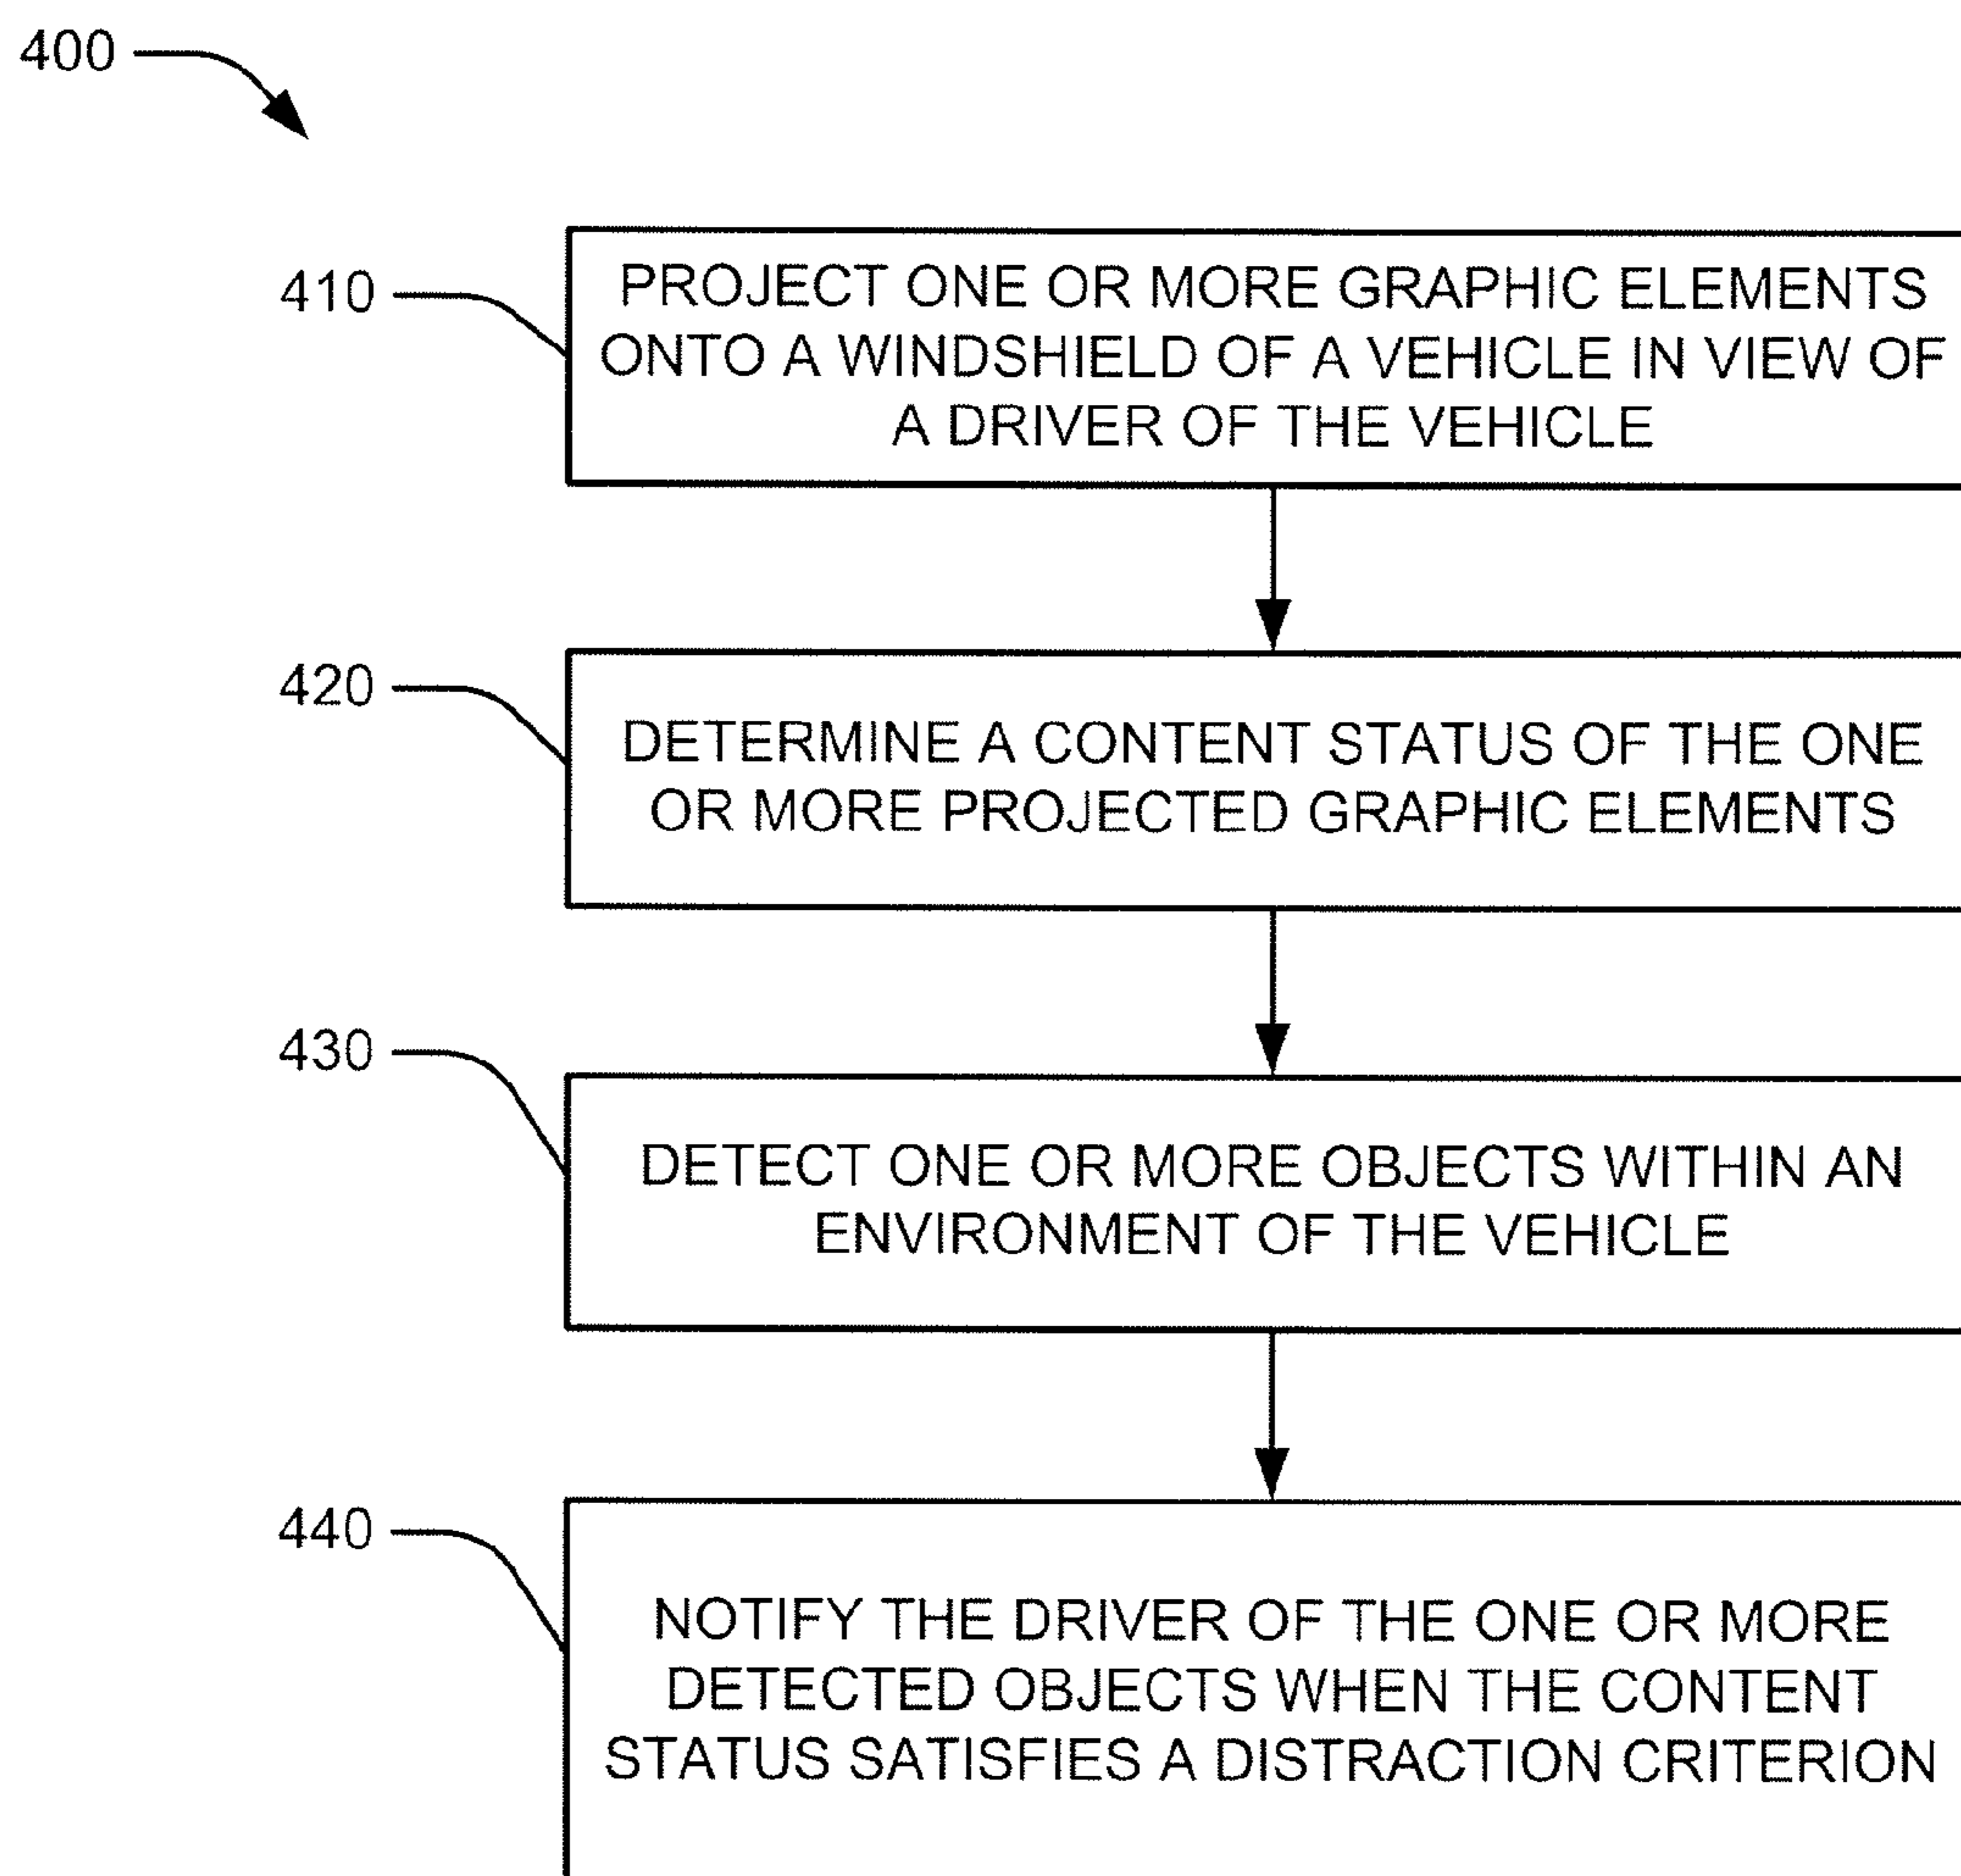 400
410
PROJECT ONE OR MORE GRAPHIC ELEMENTS
ONTO A WINDSHIELD OF A VEHICLE IN VIEW OF
A DRIVER OF THE VEHICLE
420
DETERMINE A CONTENT STATUS OF THE ONE
OR MORE PROJECTED GRAPHIC ELEMENTS
430
DETECT ONE OR MORE OBJECTS WITHIN AN
ENVIRONMENT OF THE VEHICLE
440
NOTIFY THE DRIVER OF THE ONE OR MORE
DETECTED OBJECTS WHEN THE CONTENT
STATUS SATISFIES A DISTRACTION CRITERION